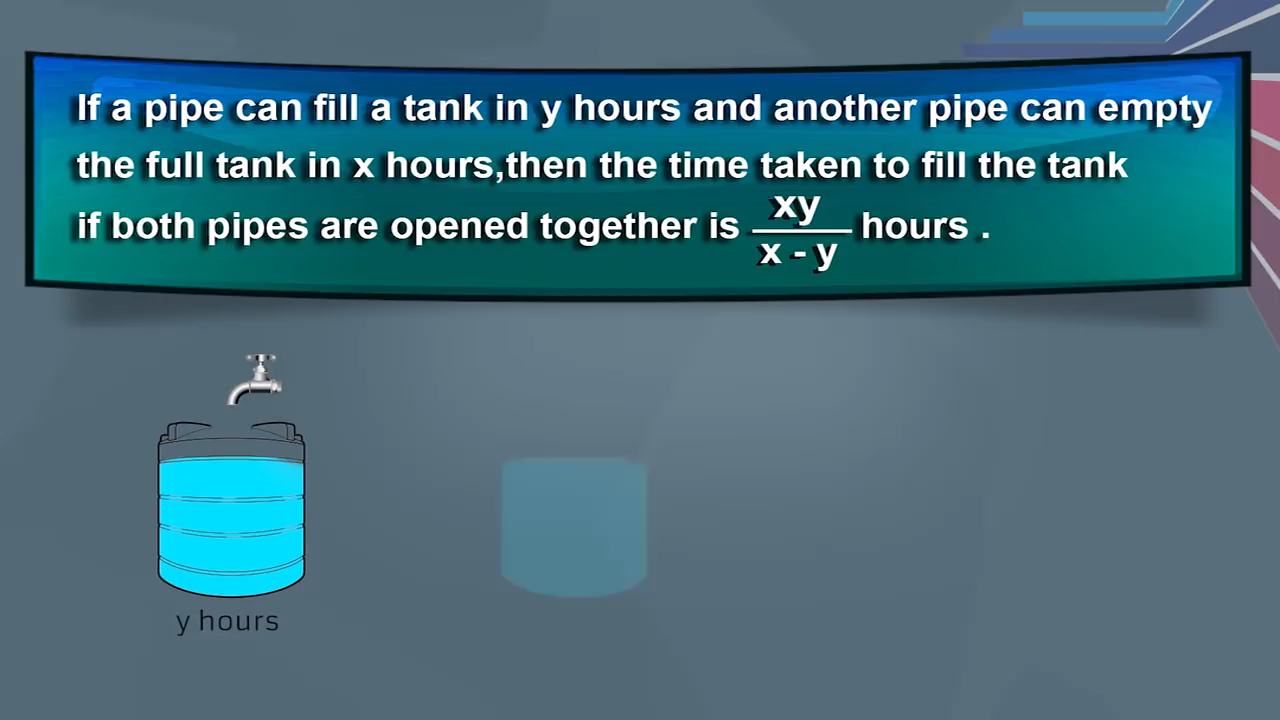 If a pipe can fill a tank in y hours and another pipe can empty
the full tank in x hours,then the time taken to fill the tank
if both pipes are opened together is xy / x - y hours .
y hours